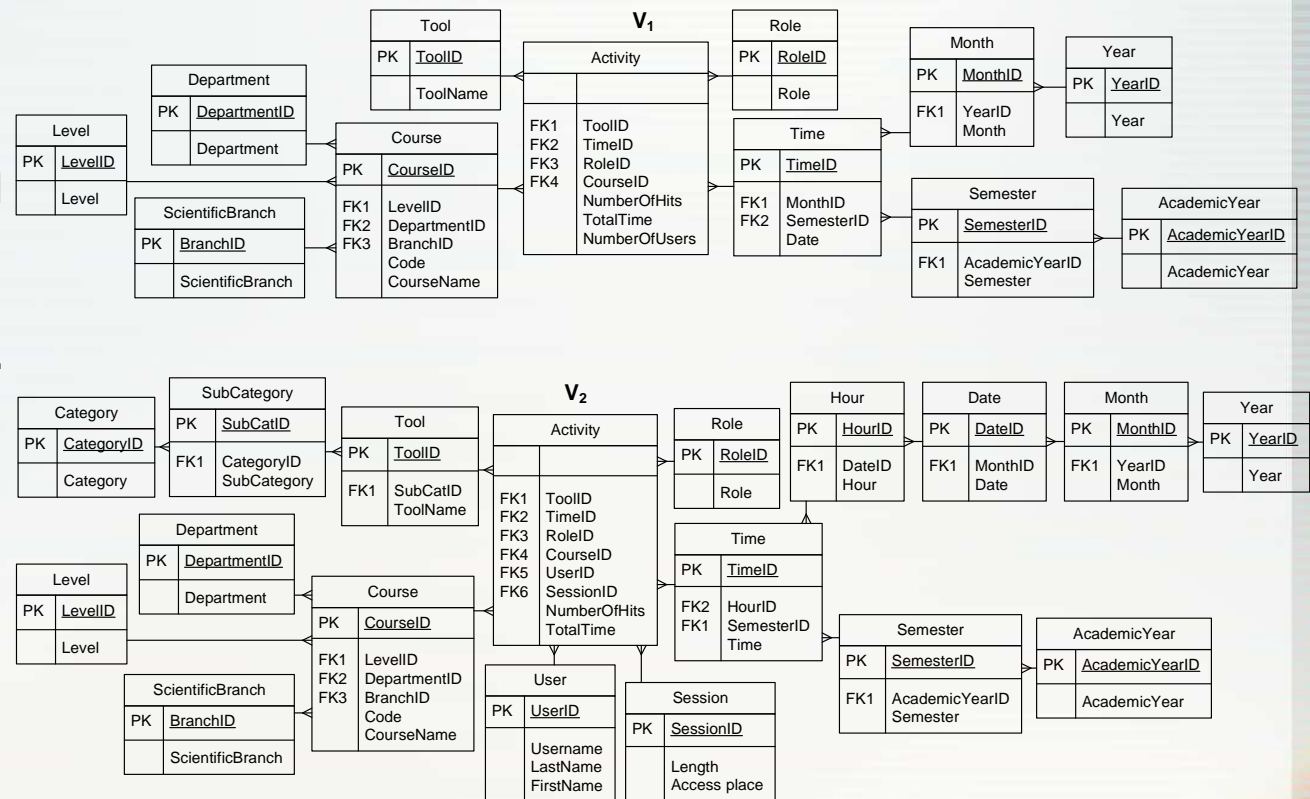 V1
Tool
PK ToolID
ToolName
Activity
FK1 ToolID
FK2 TimeID
FK3 RoleID
FK4 CourseID
NumberOfHits
TotalTime
NumberOfUsers
Role
PK RoleID
Role
Month
PK MonthID
FK1 YearID
Month
Year
PK YearID
Year
Department
PK DepartmentID
Department
Level
PK LevelID
Level
ScientificBranch
PK BranchID
ScientificBranch
Course
PK CourseID
FK1 LevelID
FK2 DepartmentID
FK3 BranchID
Code
CourseName
Time
PK TimeID
FK1 MonthID
FK2 SemesterID
Date
Semester
PK SemesterID
FK1 AcademicYearID
Semester
AcademicYear
PK AcademicYearID
AcademicYear
V2
Category
PK CategoryID
Category
SubCategory
PK SubCatID
FK1 CategoryID
SubCategory
Tool
PK ToolID
FK1 SubCatID
ToolName
Activity
FK1 ToolID
FK2 TimeID
FK3 RoleID
FK4 CourseID
FK5 UserID
FK6 SessionID
NumberOfHits
TotalTime
Role
PK RoleID
Role
Hour
PK HourID
FK1 DateID
Hour
Date
PK DateID
FK1 MonthID
Date
Month
PK MonthID
FK1 YearID
Month
Year
PK YearID
Year
Department
PK DepartmentID
Department
Level
PK LevelID
Level
ScientificBranch
PK BranchID
ScientificBranch
Course
PK CourseID
FK1 LevelID
FK2 DepartmentID
FK3 BranchID
Code
CourseName
Time
PK TimeID
FK2 HourID
FK1 SemesterID
Time
Semester
PK SemesterID
FK1 AcademicYearID
Semester
AcademicYear
PK AcademicYearID
AcademicYear
User
PK UserID
Username
LastName
FirstName
Session
PK SessionID
Length
Access place